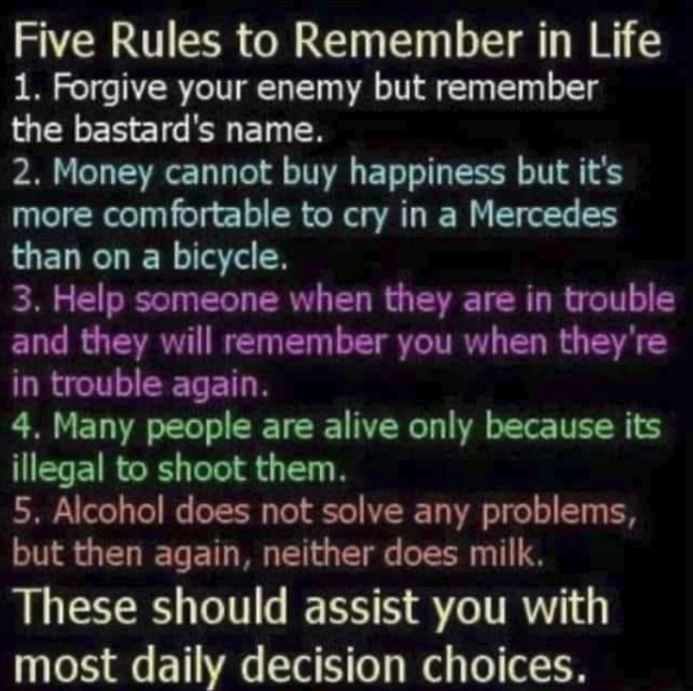 Five Rules to Remember in Life
1. Forgive your enemy but remember
the bastard's name.
2. Money cannot buy happiness but it's
more comfortable to cry in a Mercedes
than on a bicycle.
3. Help someone when they are in trouble
and they will remember you when they're
in trouble again.
4. Many people are alive only because its
illegal to shoot them.
5. Alcohol does not solve any problems,
but then again, neither does milk.
These should assist you with
most daily decision choices.